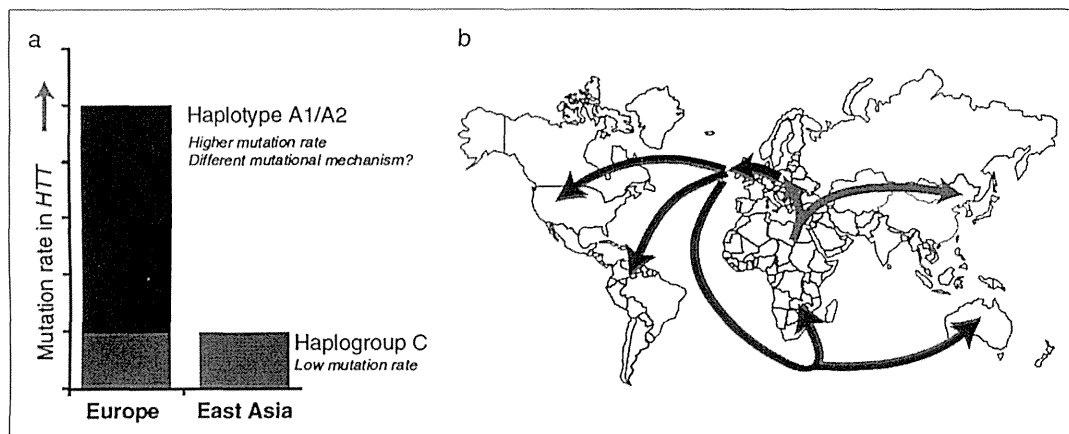 a
Mutation rate in HTT
Haplotype A1/A2
Higher mutation rate
Different mutational mechanism?
Haplogroup C
Low mutation rate
Europe
East Asia
b